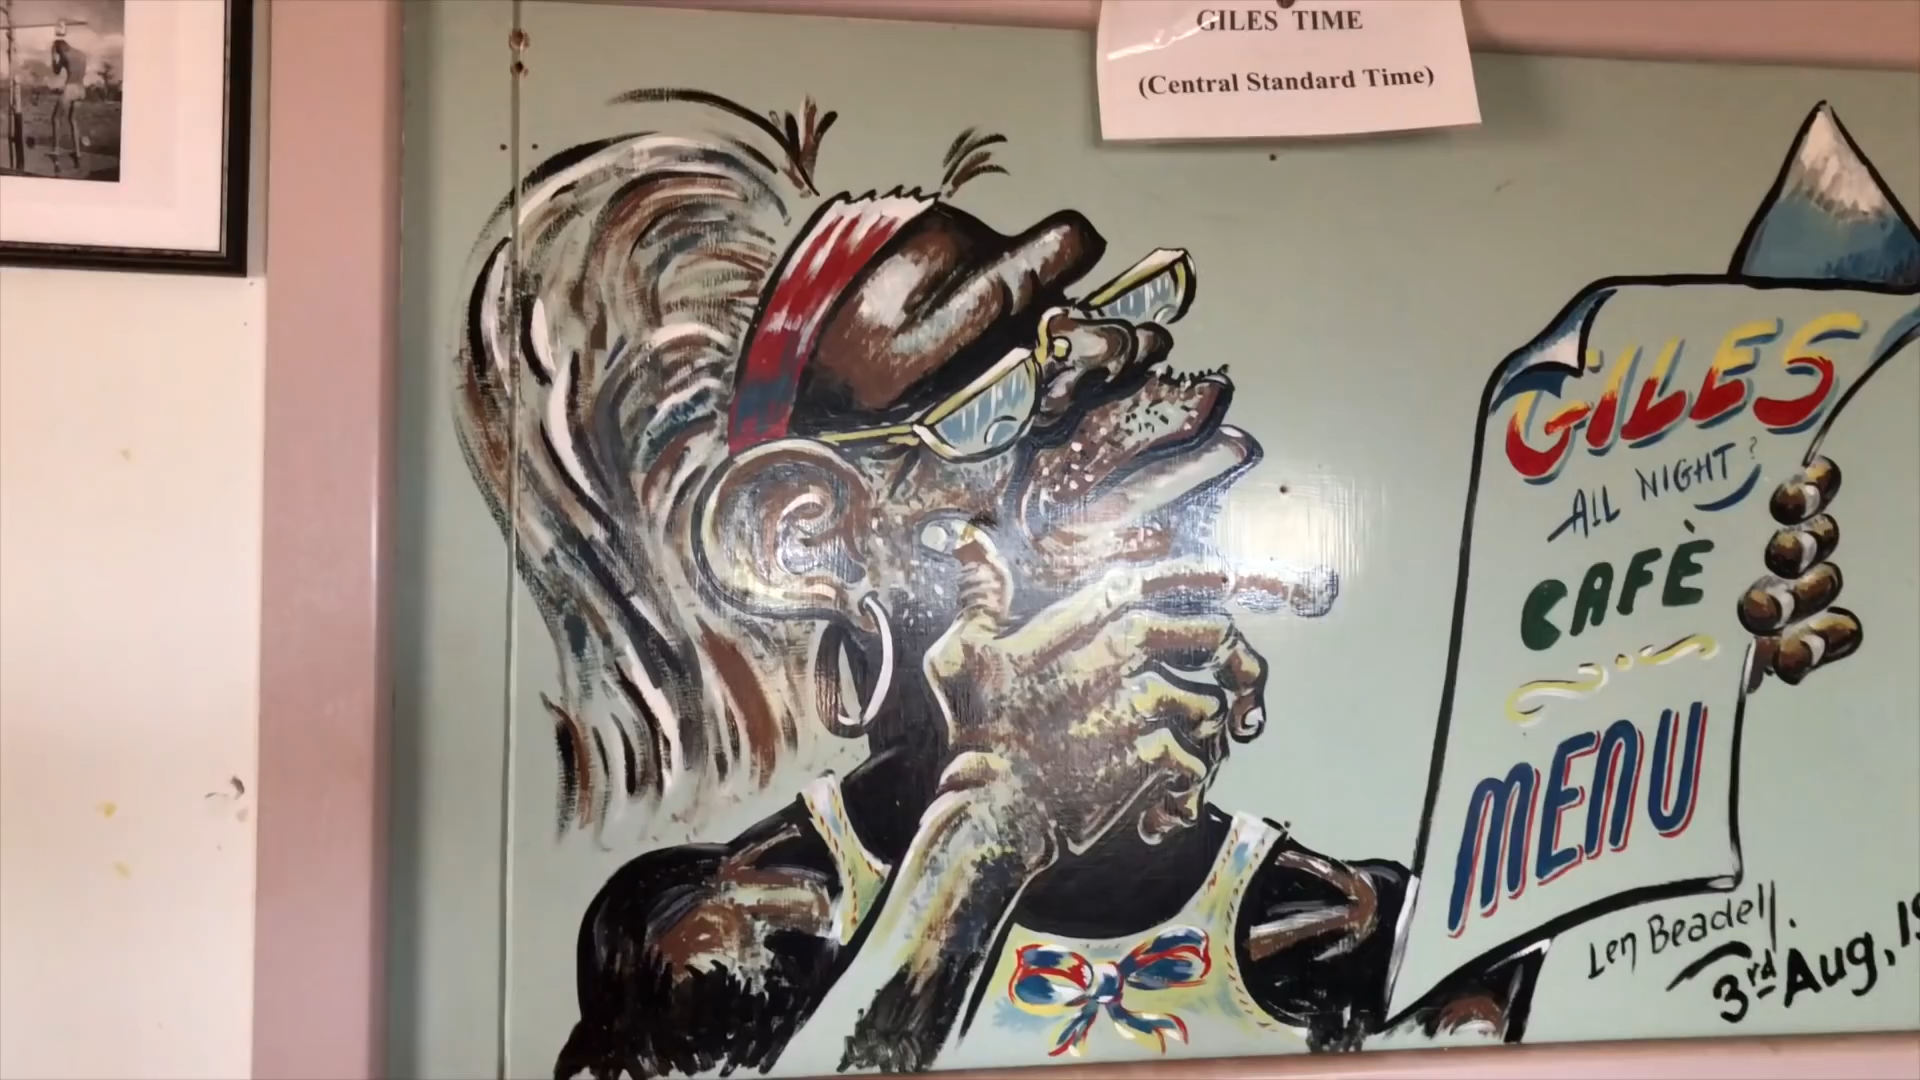 GILES TIME
(Central Standard Time)
GILES
ALL NIGHT?
CAFÈ
MENU
Len Beadell.
3rd Aug, 19